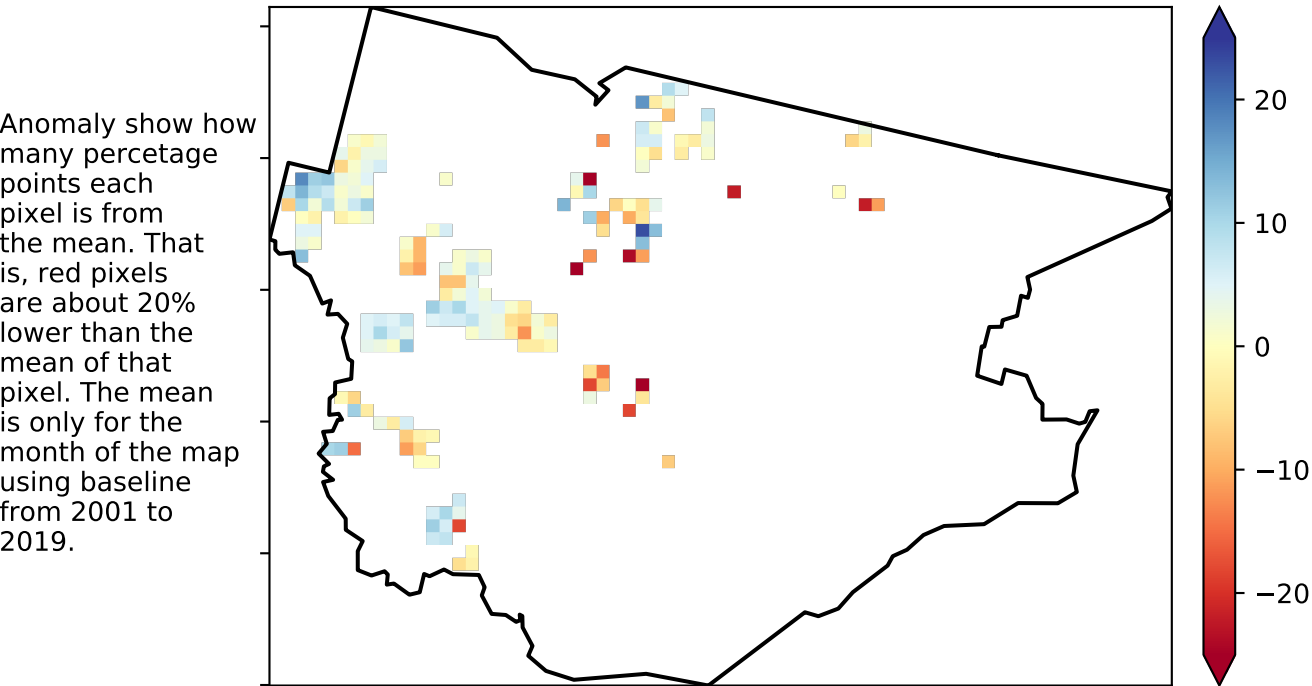 Anomaly show how
many percetage
points each
pixel is from
the mean. That
is, red pixels
are about 20%
lower than the
mean of that
pixel. The mean
is only for the
month of the map
using baseline
from 2001 to
2019.
20
10
0
−10
−20